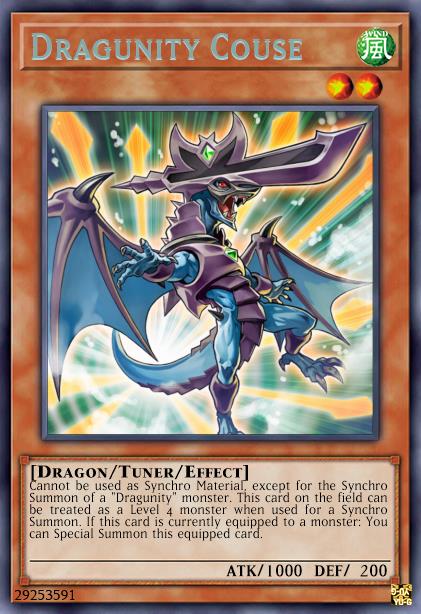 Dragunity Couse
WIND
風
[Dragon/Tuner/Effect]
Cannot be used as Synchro Material, except for the Synchro
Summon of a "Dragunity" monster. This card on the field can
be treated as a Level 4 monster when used for a Synchro
Summon. If this card is currently equipped to a monster: You
can Special Summon this equipped card.
ATK/1000 DEF/ 200
29253591